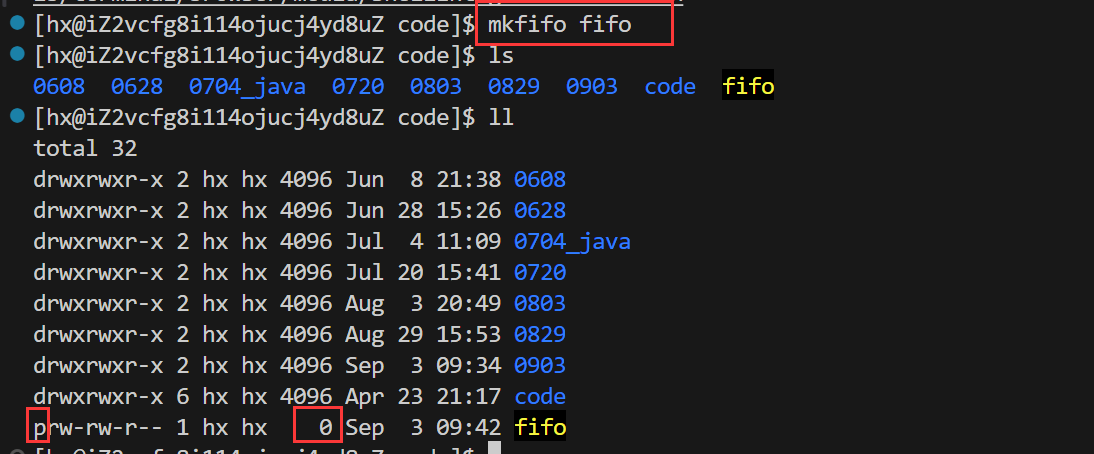 [hx@iZ2vcfg8i114ojucj4yd8uZ code]$ mkfifo fifo
[hx@iZ2vcfg8i114ojucj4yd8uZ code]$ ls
0608  0628  0704_java  0720  0803  0829  0903  code  fifo
[hx@iZ2vcfg8i114ojucj4yd8uZ code]$ ll
total 32
drwxrwxr-x 2 hx hx 4096 Jun  8 21:38 0608
drwxrwxr-x 2 hx hx 4096 Jun 28 15:26 0628
drwxrwxr-x 2 hx hx 4096 Jul  4 11:09 0704_java
drwxrwxr-x 2 hx hx 4096 Jul 20 15:41 0720
drwxrwxr-x 2 hx hx 4096 Aug  3 20:49 0803
drwxrwxr-x 2 hx hx 4096 Aug 29 15:53 0829
drwxrwxr-x 2 hx hx 4096 Sep  3 09:34 0903
drwxrwxr-x 6 hx hx 4096 Apr 23 21:17 code
prw-rw-r-- 1 hx hx    0 Sep  3 09:42 fifo